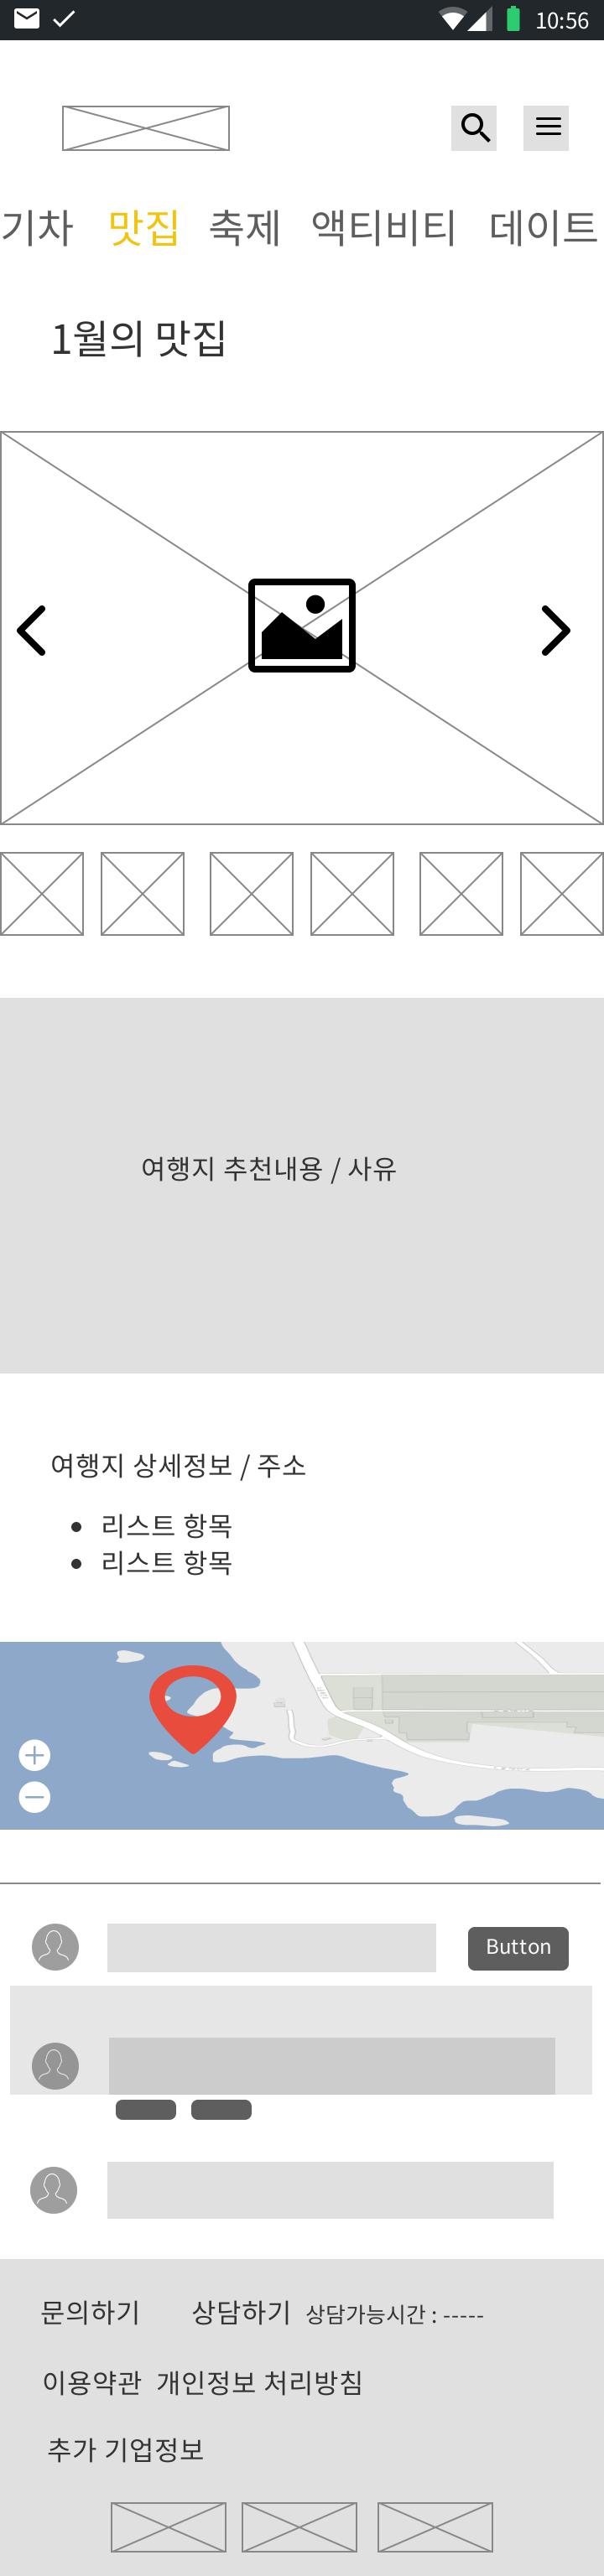 10:56
기차 맛집 축제 액티비티 데이트
1월의 맛집
여행지 추천내용 / 사유
여행지 상세정보 / 주소
• 리스트 항목
• 리스트 항목
Button
문의하기 상담하기 상담가능시간 : -----
이용약관 개인정보 처리방침
추가 기업정보